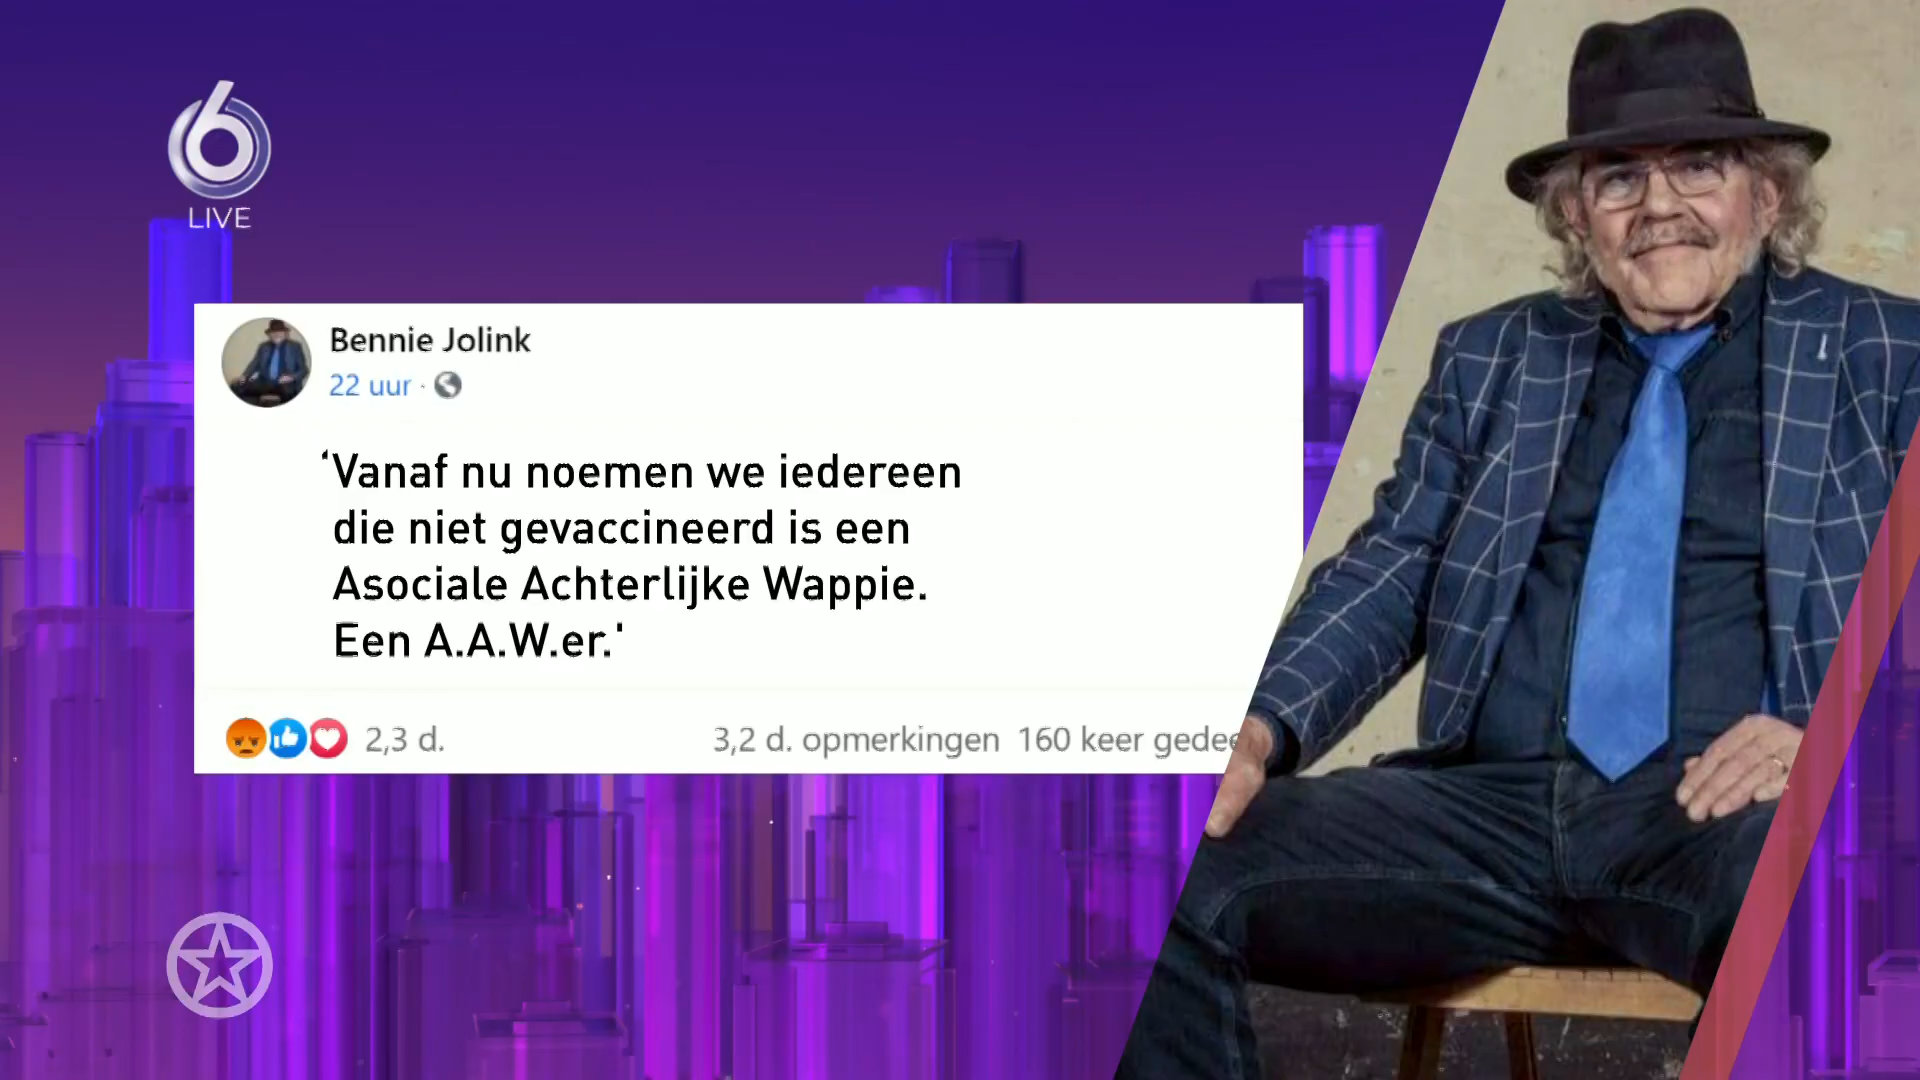 6
LIVE
Bennie Jolink
22 uur ·
‘Vanaf nu noemen we iedereen
die niet gevaccineerd is een
Asociale Achterlijke Wappie.
Een A.A.W.er.'
2,3 d. 3,2 d. opmerkingen 160 keer gedee